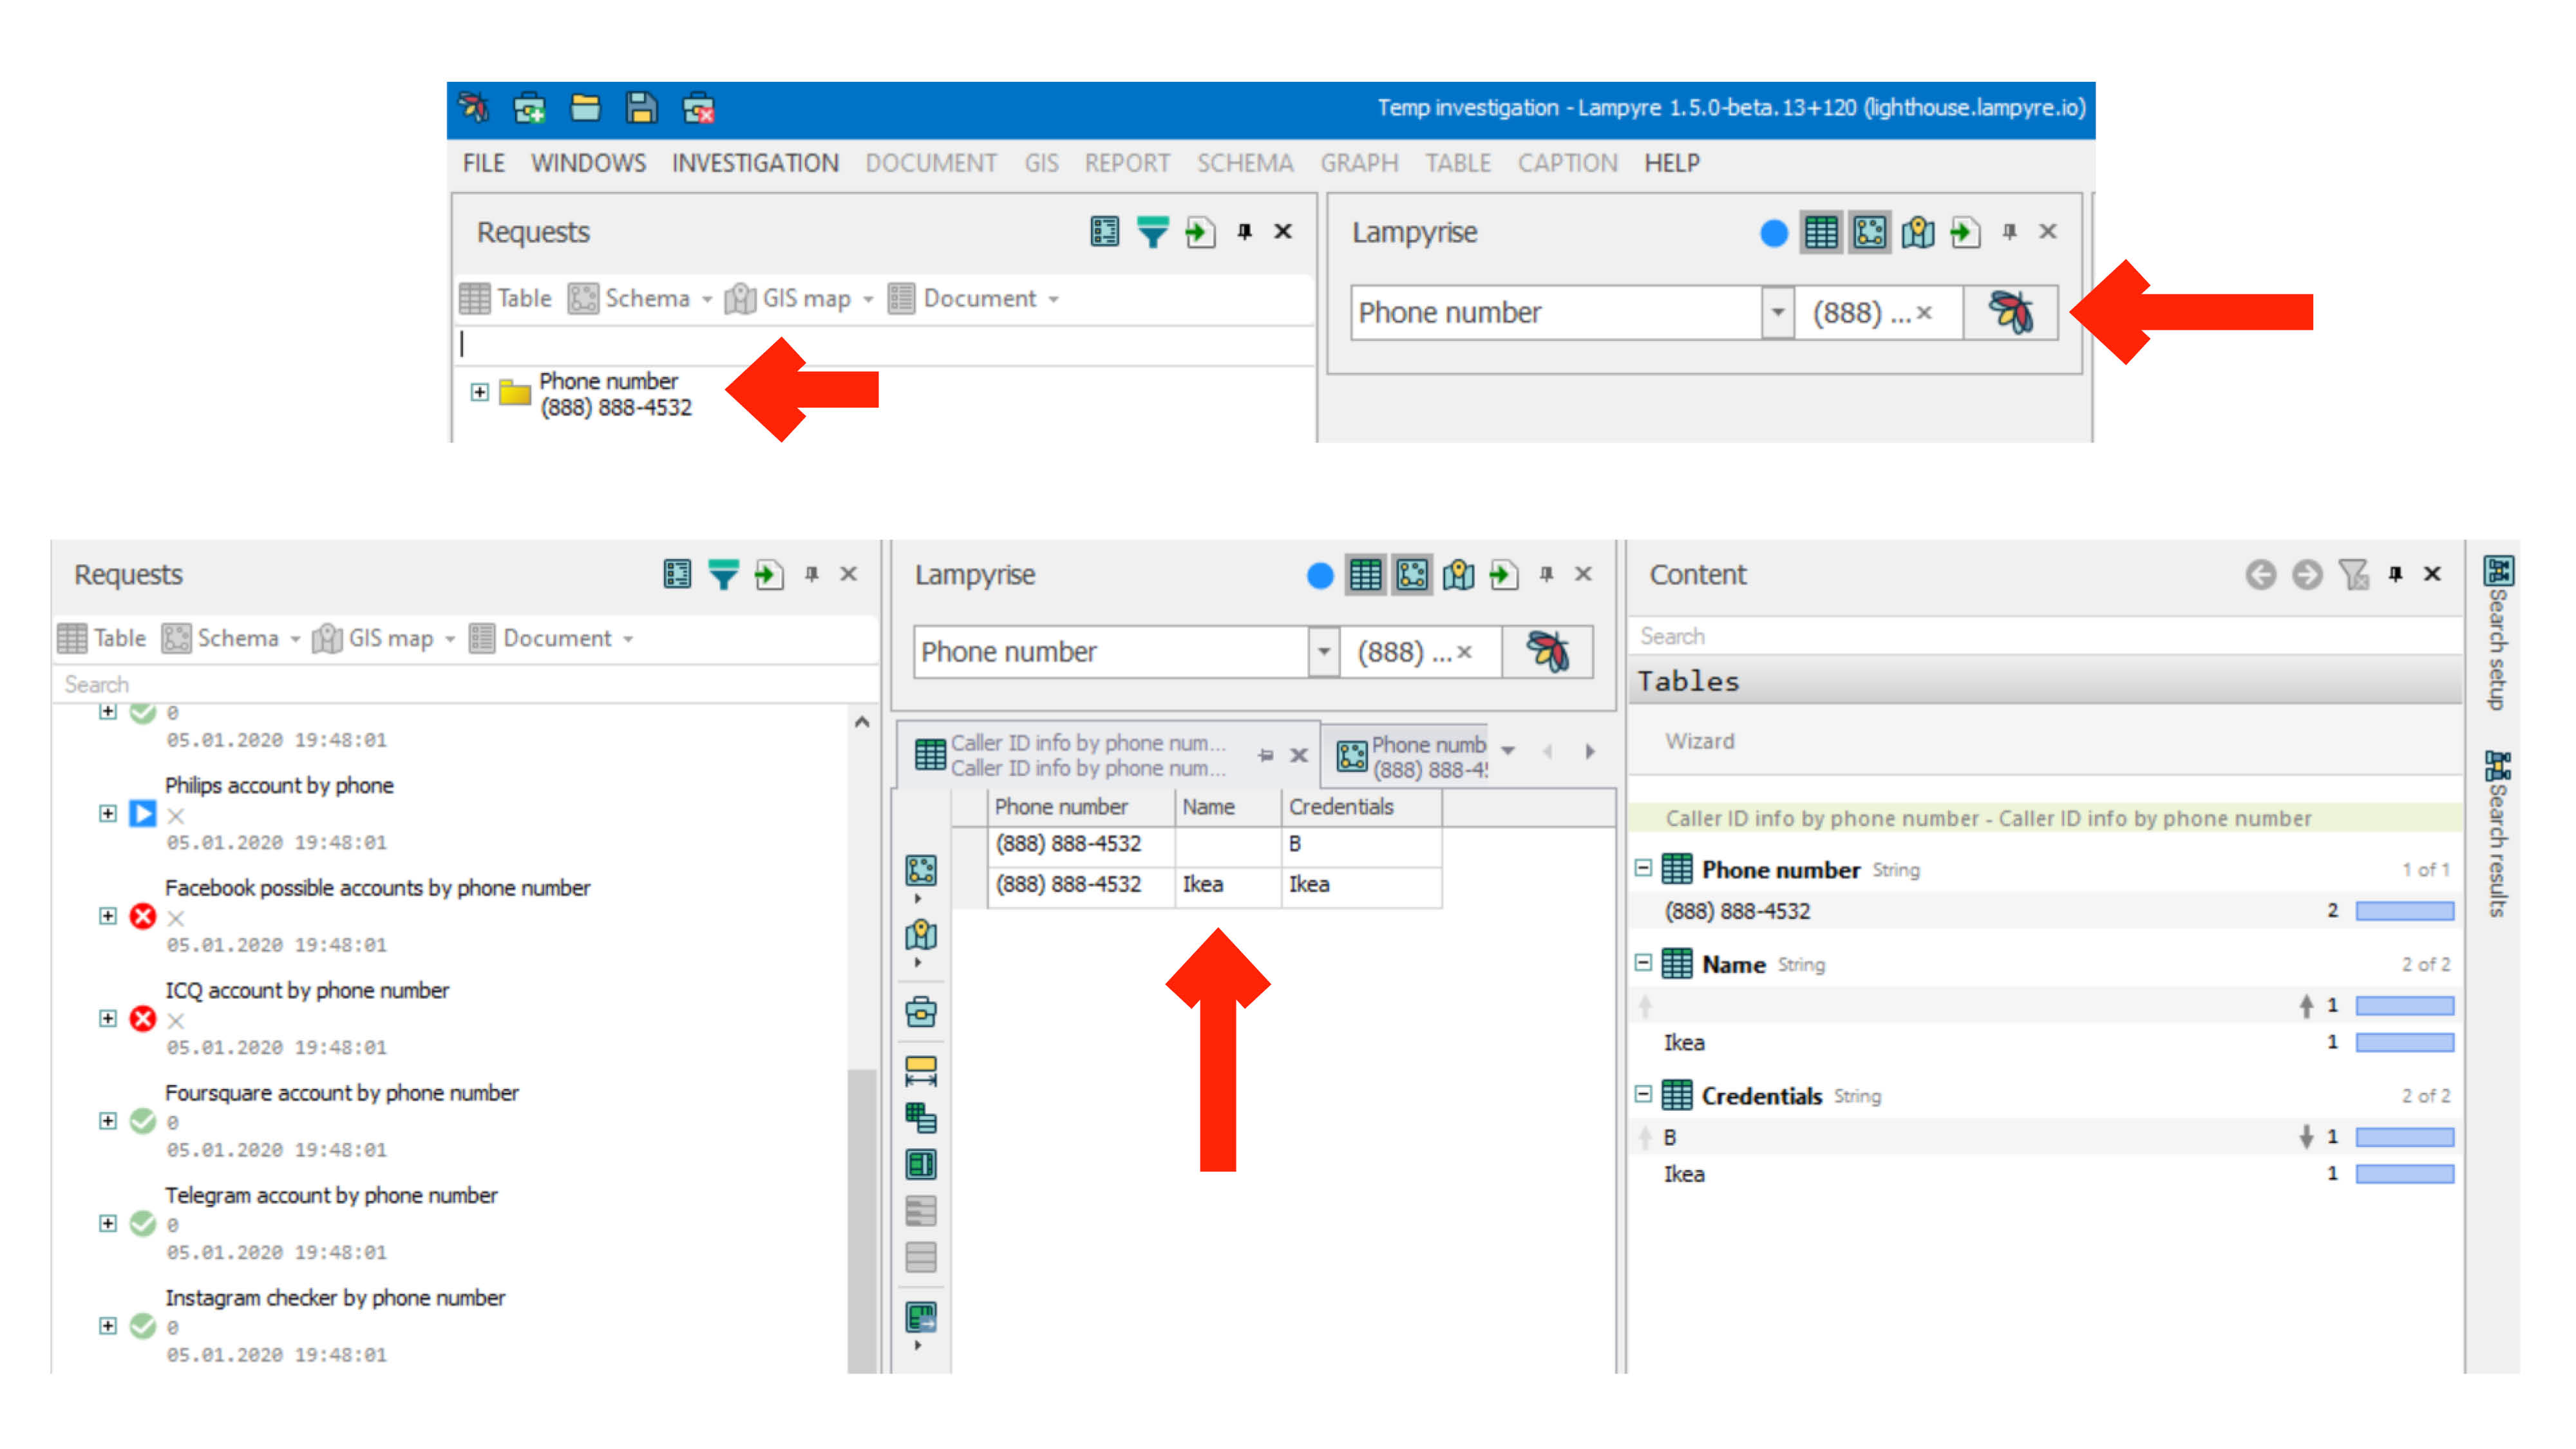 Temp investigation - Lampyre 1.5.0-beta.13+120 (lighthouse.lampyre.io)
FILE WINDOWS INVESTIGATION DOCUMENT GIS REPORT SCHEMA GRAPH TABLE CAPTION HELP
Requests
Table Schema GIS map Document
Phone number
(888) 888-4532
Lampyrise
Phone number (888) ...×
Requests
Table Schema GIS map Document
Search
0
05.01.2020 19:48:01
Philips account by phone
05.01.2020 19:48:01
Facebook possible accounts by phone number
05.01.2020 19:48:01
ICQ account by phone number
05.01.2020 19:48:01
Foursquare account by phone number
0
05.01.2020 19:48:01
Telegram account by phone number
0
05.01.2020 19:48:01
Instagram checker by phone number
0
05.01.2020 19:48:01
Lampyrise
Phone number (888) ...×
Caller ID info by phone num...
Caller ID info by phone num...
Phone numb
(888) 888-4
Phone number Name Credentials
(888) 888-4532 B
(888) 888-4532 Ikea Ikea
Content
Search
Tables
Wizard
Caller ID info by phone number - Caller ID info by phone number
Phone number String 1 of 1
(888) 888-4532 2
Name String 2 of 2
1
Ikea 1
Credentials String 2 of 2
B 1
Ikea 1
Search setup
Search results